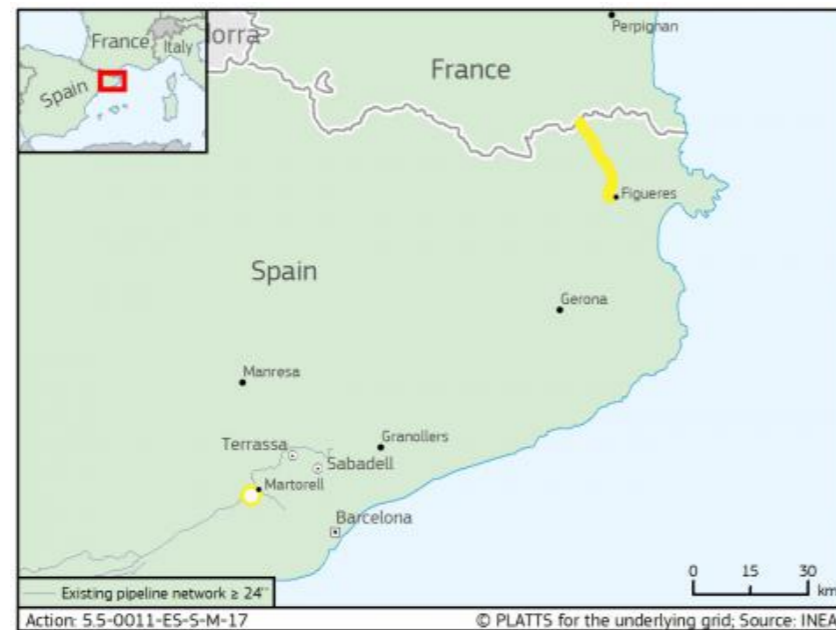 Perpignan
France
Italy
Spain
orra
France
Figueres
Spain
Gerona
Manresa
Granollers
Terrassa
Sabadell
Martorell
Barcelona
0 15 30
km
Existing pipeline network ≥ 24"
Action: 5.5-0011-ES-S-M-17
© PLATTS for the underlying grid; Source: INEA